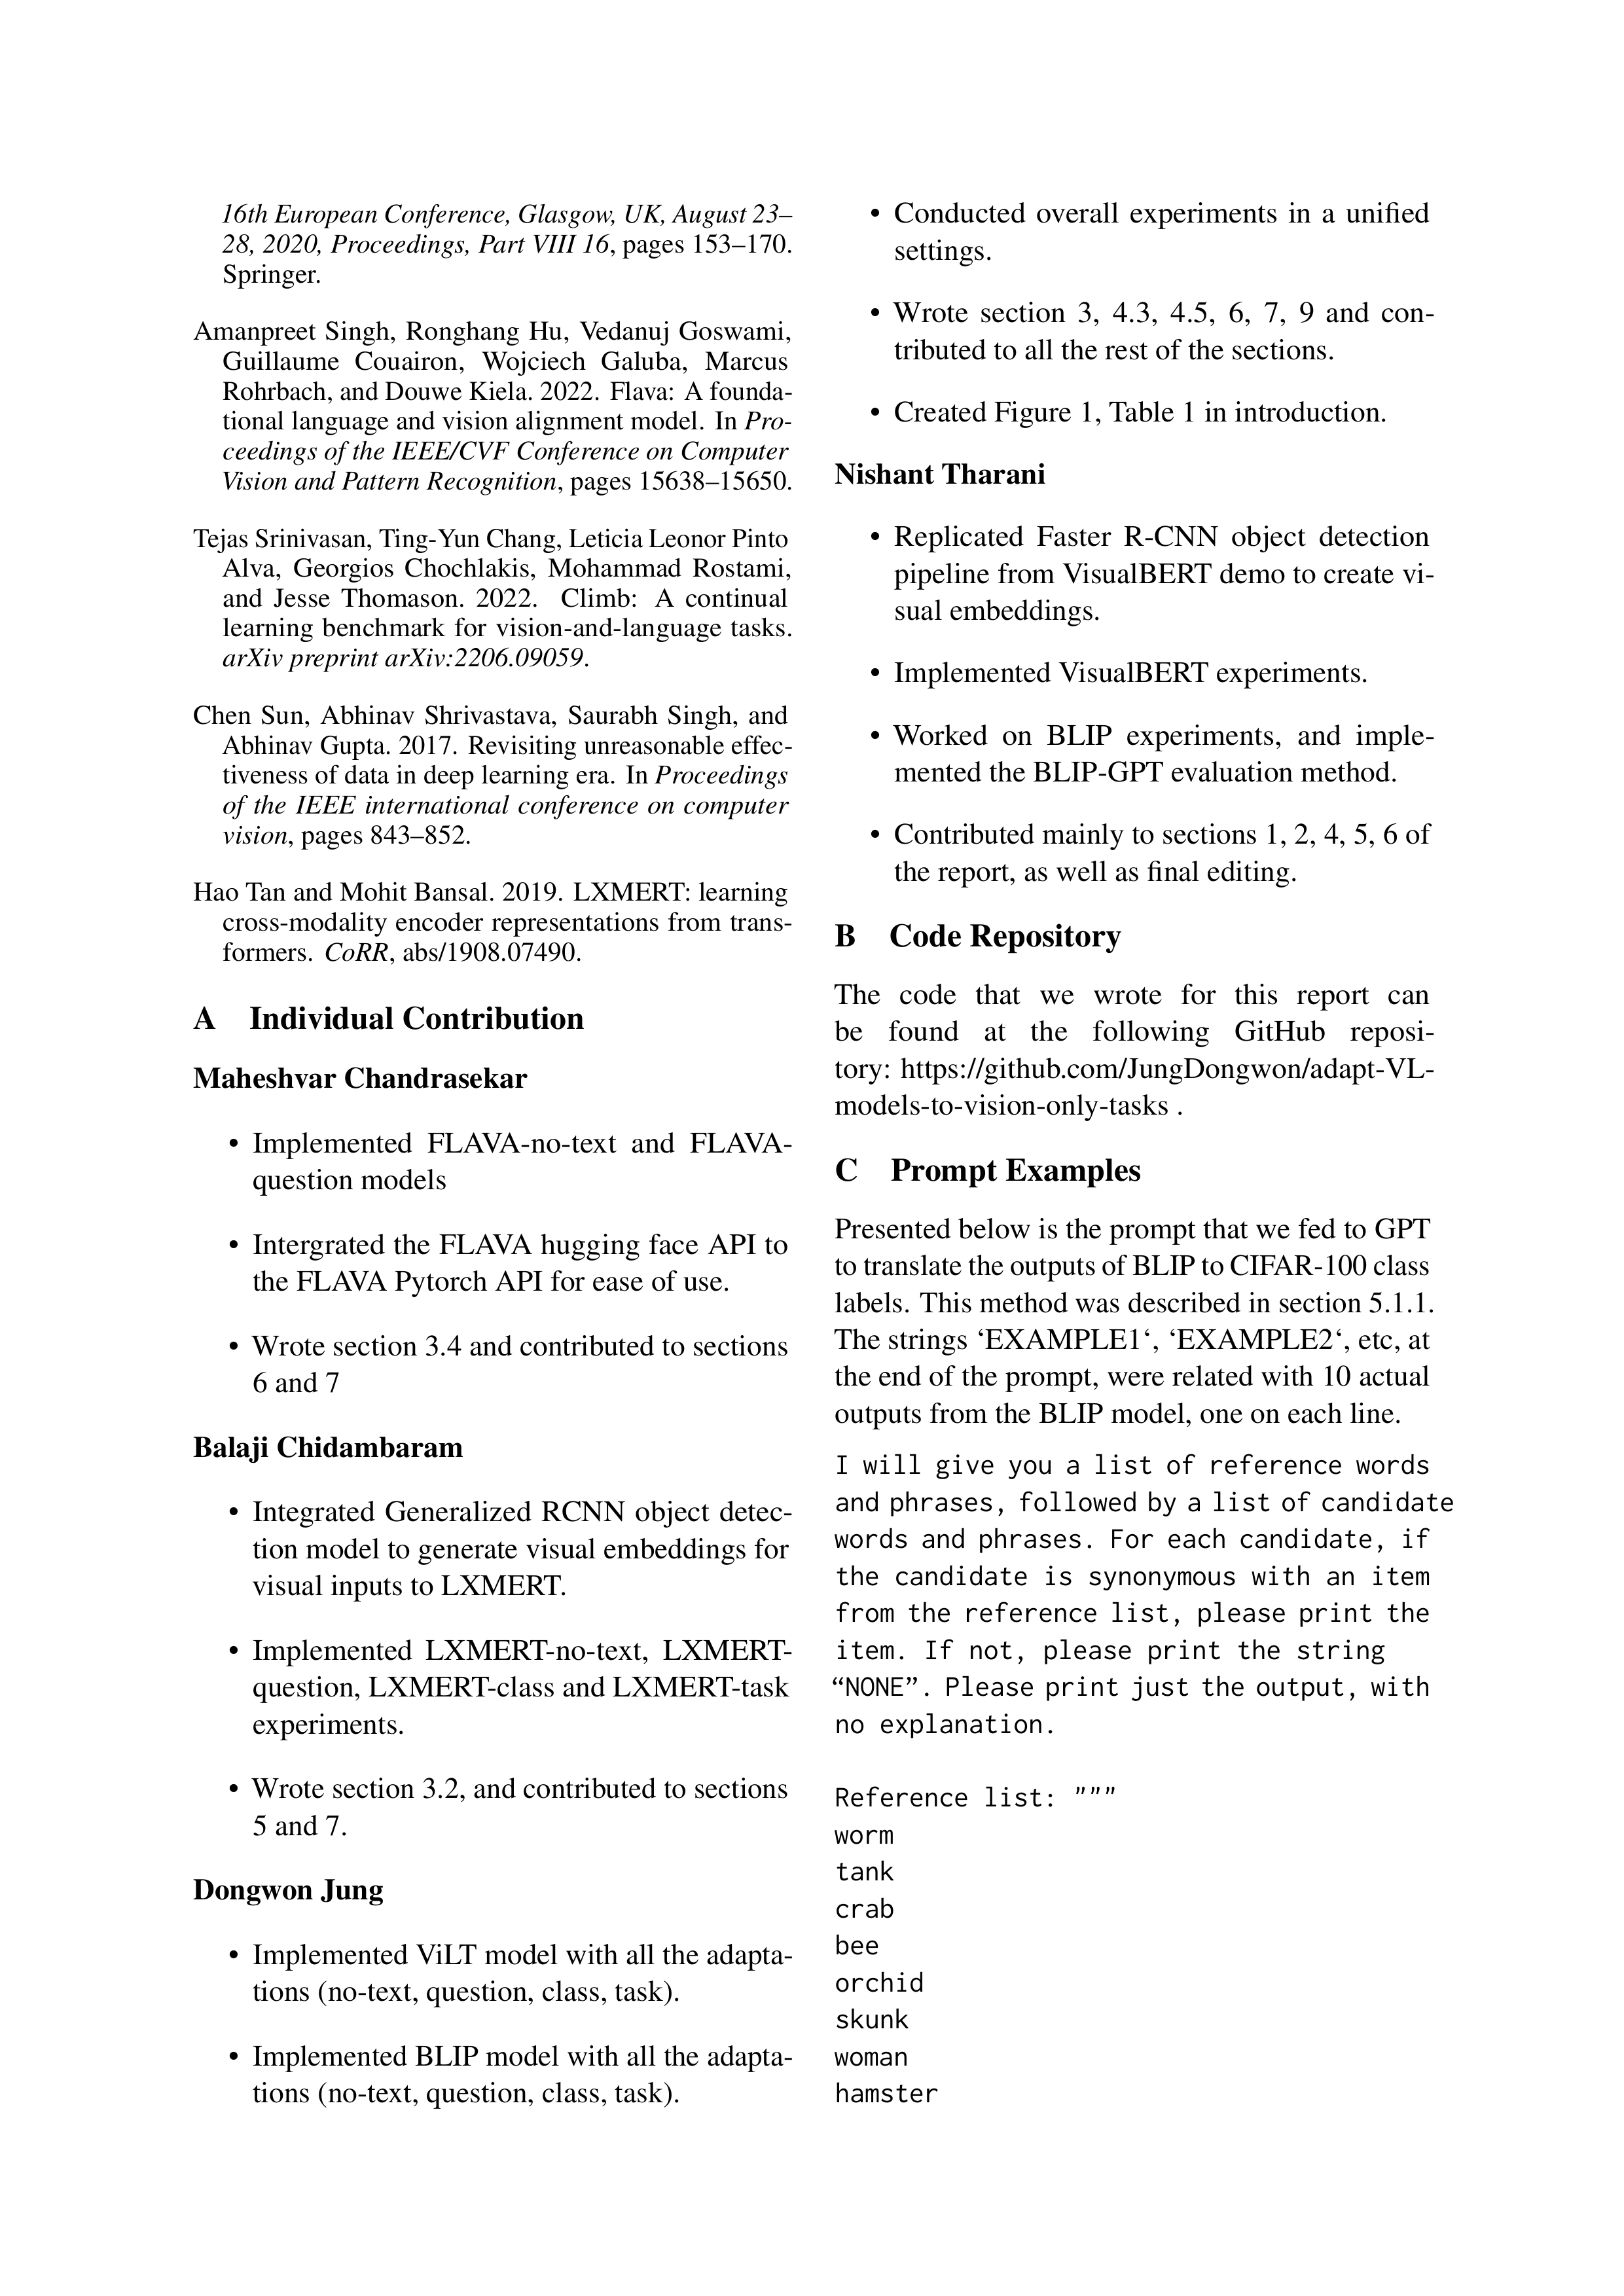 16th European Conference, Glasgow, UK, August 23–
28, 2020, Proceedings, Part VIII 16, pages 153–170.
Springer.
Amanpreet Singh, Ronghang Hu, Vedanuj Goswami,
Guillaume Couairon, Wojciech Galuba, Marcus
Rohrbach, and Douwe Kiela. 2022. Flava: A founda-
tional language and vision alignment model. In Pro-
ceedings of the IEEE/CVF Conference on Computer
Vision and Pattern Recognition, pages 15638–15650.
Tejas Srinivasan, Ting-Yun Chang, Leticia Leonor Pinto
Alva, Georgios Chochlakis, Mohammad Rostami,
and Jesse Thomason. 2022. Climb: A continual
learning benchmark for vision-and-language tasks.
arXiv preprint arXiv:2206.09059.
Chen Sun, Abhinav Shrivastava, Saurabh Singh, and
Abhinav Gupta. 2017. Revisiting unreasonable effec-
tiveness of data in deep learning era. In Proceedings
of the IEEE international conference on computer
vision, pages 843–852.
Hao Tan and Mohit Bansal. 2019. LXMERT: learning
cross-modality encoder representations from trans-
formers. CoRR, abs/1908.07490.
A Individual Contribution
Maheshvar Chandrasekar
• Implemented FLAVA-no-text and FLAVA-
question models
• Intergrated the FLAVA hugging face API to
the FLAVA Pytorch API for ease of use.
• Wrote section 3.4 and contributed to sections
6 and 7
Balaji Chidambaram
• Integrated Generalized RCNN object detec-
tion model to generate visual embeddings for
visual inputs to LXMERT.
• Implemented LXMERT-no-text, LXMERT-
question, LXMERT-class and LXMERT-task
experiments.
• Wrote section 3.2, and contributed to sections
5 and 7.
Dongwon Jung
• Implemented ViLT model with all the adapta-
tions (no-text, question, class, task).
• Implemented BLIP model with all the adapta-
tions (no-text, question, class, task).
• Conducted overall experiments in a unified
settings.
• Wrote section 3, 4.3, 4.5, 6, 7, 9 and con-
tributed to all the rest of the sections.
• Created Figure 1, Table 1 in introduction.
Nishant Tharani
• Replicated Faster R-CNN object detection
pipeline from VisualBERT demo to create vi-
sual embeddings.
• Implemented VisualBERT experiments.
• Worked on BLIP experiments, and imple-
mented the BLIP-GPT evaluation method.
• Contributed mainly to sections 1, 2, 4, 5, 6 of
the report, as well as final editing.
B Code Repository
The code that we wrote for this report can
be found at the following GitHub reposi-
tory: https://github.com/JungDongwon/adapt-VL-
models-to-vision-only-tasks .
C Prompt Examples
Presented below is the prompt that we fed to GPT
to translate the outputs of BLIP to CIFAR-100 class
labels. This method was described in section 5.1.1.
The strings ‘EXAMPLE1‘, ‘EXAMPLE2‘, etc, at
the end of the prompt, were related with 10 actual
outputs from the BLIP model, one on each line.
I will give you a list of reference words
and phrases, followed by a list of candidate
words and phrases. For each candidate, if
the candidate is synonymous with an item
from the reference list, please print the
item. If not, please print the string
“NONE”. Please print just the output, with
no explanation.
Reference list: """
worm
tank
crab
bee
orchid
skunk
woman
hamster